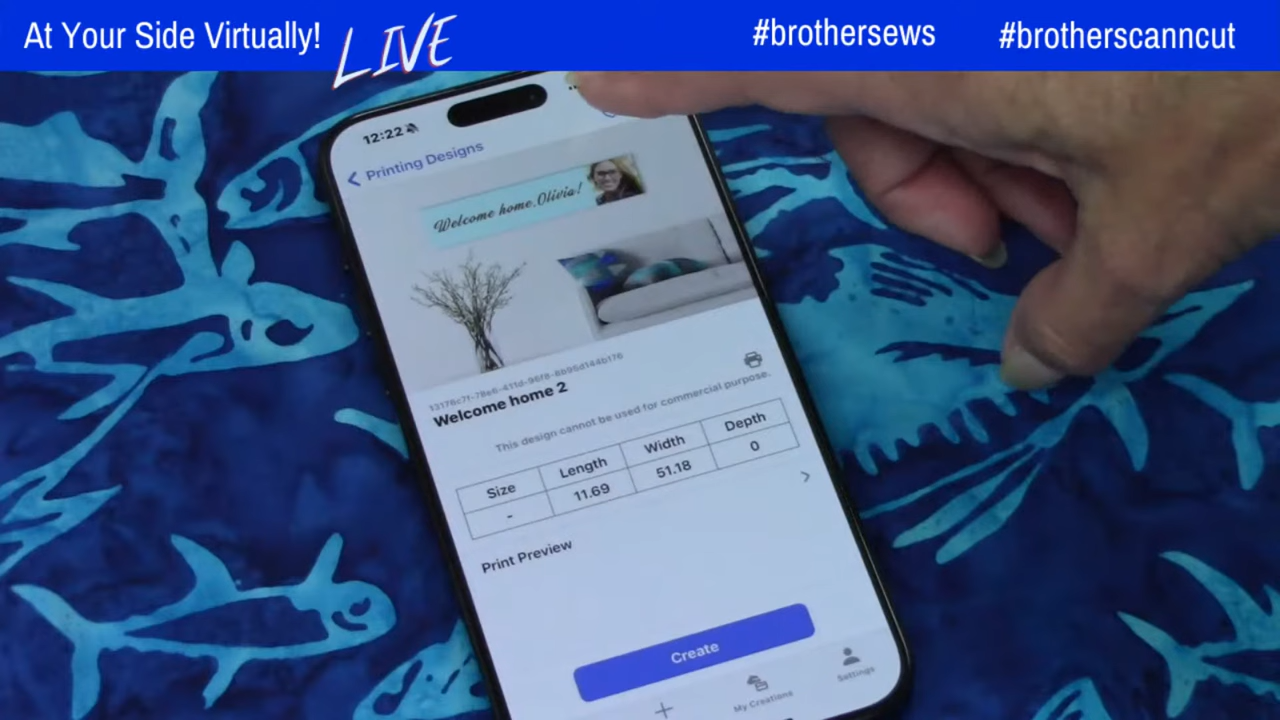 At Your Side Virtually! LIVE #brothersews #brotherscanncut
12:22
Printing Designs
Welcome home,Olivia!
Welcome home 2
This design cannot be used for commercial purpose.
Size Length Width Depth
- 11.69 51.18 0
Print Preview
Create
My Creations Settings